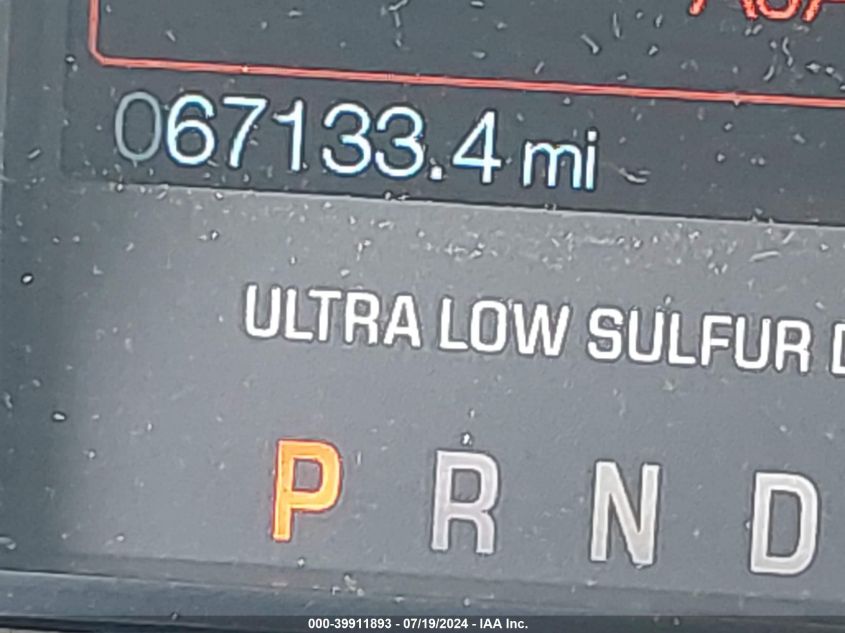 067133.4 mi
ULTRA LOW SULFUR
P R N D
000-39911893 - 07/19/2024 - IAA Inc.